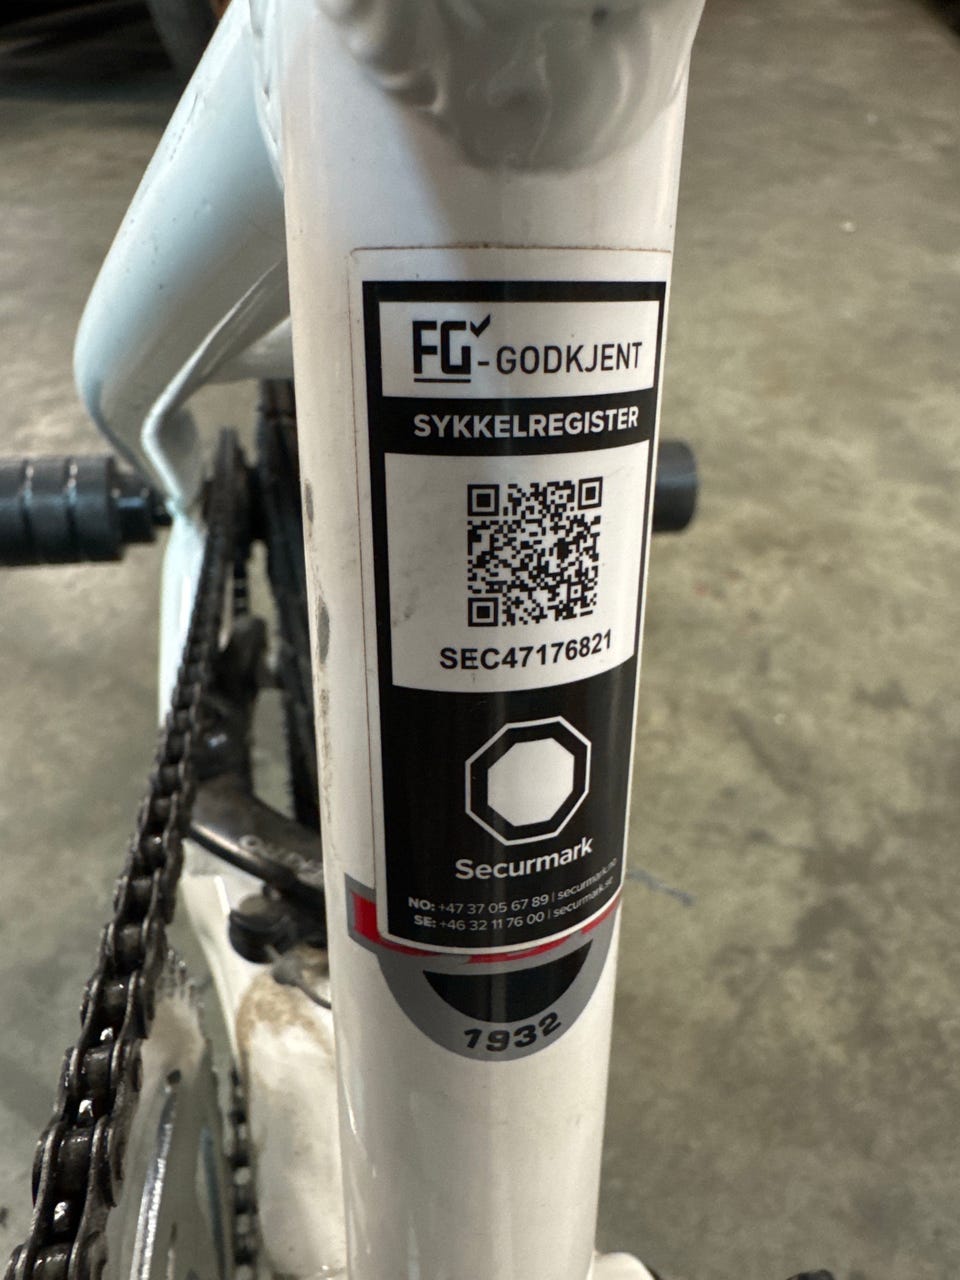 FG-GODKJENT
SYKKELREGISTER
SEC47176821
Securmark
NO: +47 37 05 67 89 | securmark.no
SE: +46 32 11 76 00 | securmark.se
1932